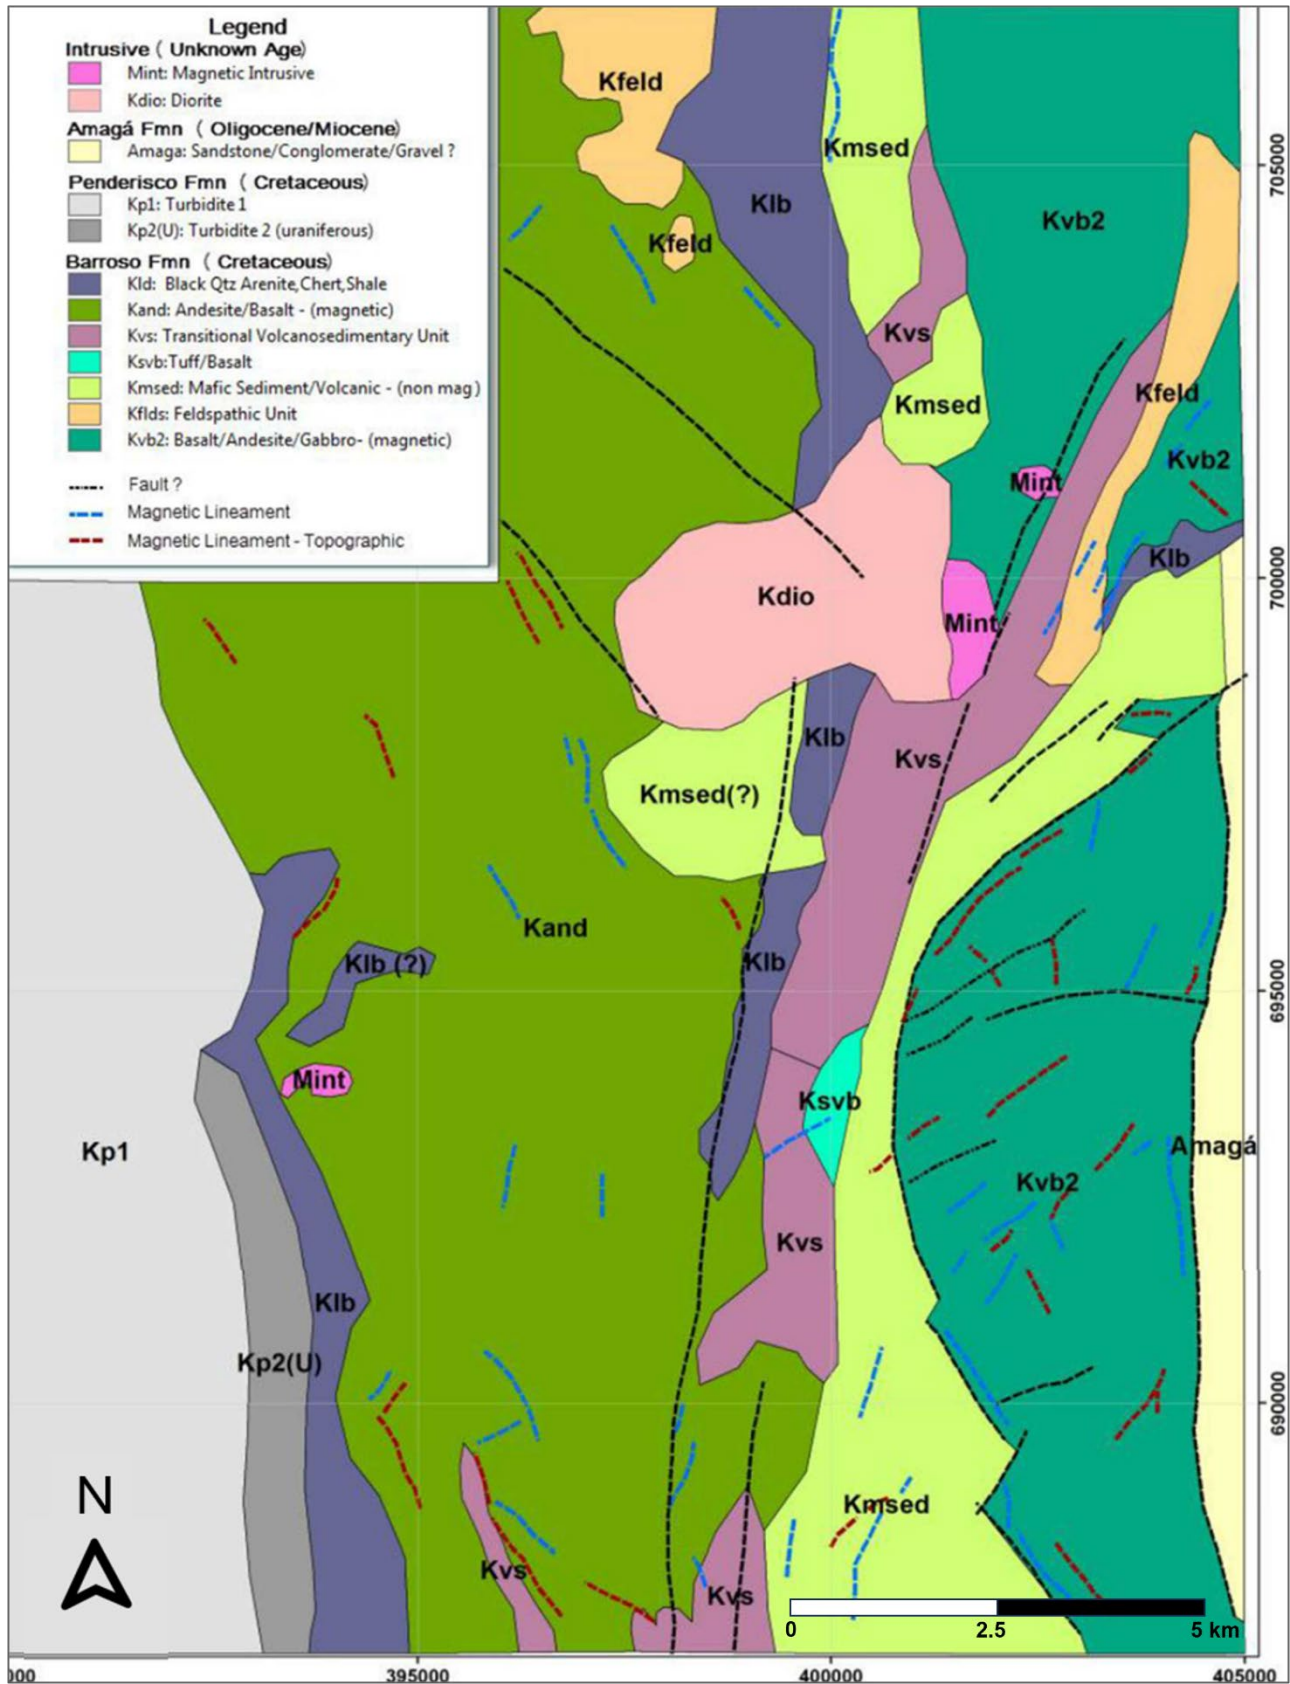 Legend
Intrusive ( Unknown Age)
Mint: Magnetic Intrusive
Kdio: Diorite
Amagá Fmn ( Oligocene/Miocene)
Amaga: Sandstone/Conglomerate/Gravel ?
Penderisco Fmn ( Cretaceous)
Kp1: Turbidite 1
Kp2(U): Turbidite 2 (uraniferous)
Barroso Fmn ( Cretaceous)
Kld: Black Qtz Arenite,Chert,Shale
Kand: Andesite/Basalt - (magnetic)
Kvs: Transitional Volcanosedimentary Unit
Ksvb:Tuff/Basalt
Kmsed: Mafic Sediment/Volcanic - (non mag)
Kflds: Feldspathic Unit
Kvb2: Basalt/Andesite/Gabbro- (magnetic)
Fault ?
Magnetic Lineament
Magnetic Lineament - Topographic
Kfeld
Kmsed
Klb
Kvb2
Kfeld
Kvs
Kfeld
Kmsed
Kvb2
Mint
Klb
Kdio
Mint
Klb
Kvs
Kmsed(?)
Kand
Klb (?)
Klb
Mint
Ksvb
Kp1
Amagá
Kvb2
Kvs
Klb
Kp2(U)
Kmsed
Kvs
Kvs
N
0
2.5
5 km
705000
700000
695000
690000
000
395000
400000
405000